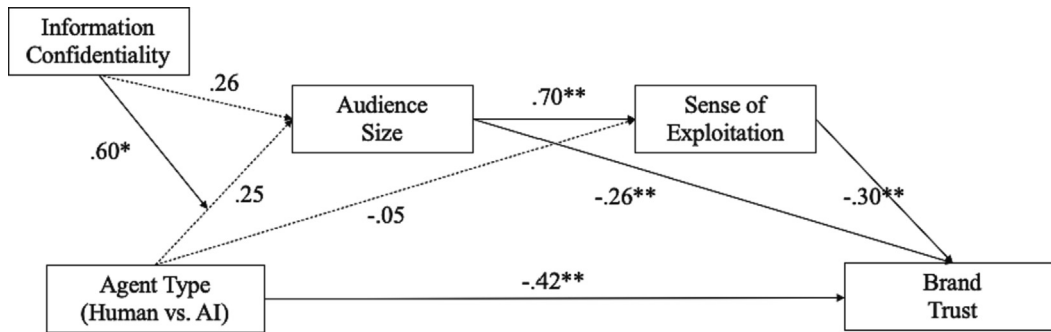 Information
Confidentiality
.26
Audience
Size
.70**
Sense of
Exploitation
.60*
.25
-.05
-.26**
-.30**
Agent Type
(Human vs. AI)
-.42**
Brand
Trust